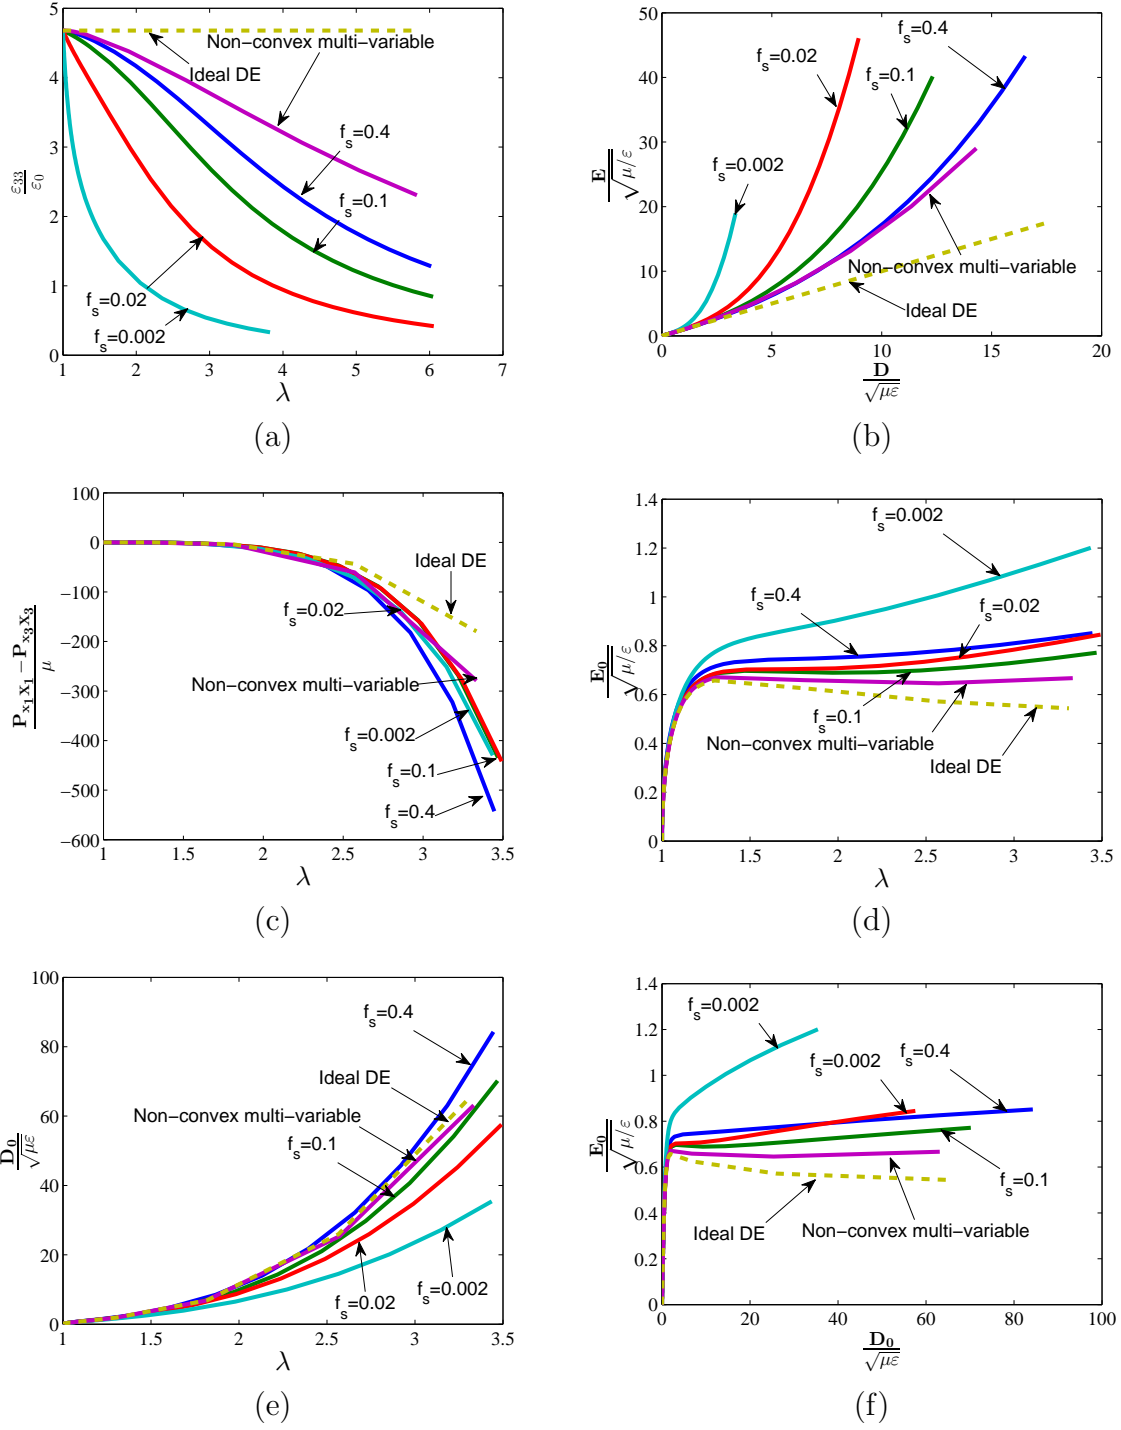 5
4
3
2
1
0
ε33/ε0
Non−convex multi−variable
Ideal DE
fs=0.4
fs=0.1
fs=0.02
fs=0.002
1 2 3 4 5 6 7
λ
(a)
50
40
30
20
10
0
E/√μ/ε
fs=0.4
fs=0.02
fs=0.1
fs=0.002
Non−convex multi−variable
Ideal DE
0 5 10 15 20
D/√με
(b)
100
0
−100
−200
−300
−400
−500
−600
Px1x1−Px3x3/μ
Ideal DE
fs=0.02
Non−convex multi−variable
fs=0.002
fs=0.1
fs=0.4
1 1.5 2 2.5 3 3.5
λ
(c)
1.4
1.2
1
0.8
0.6
0.4
0.2
0
E0/√μ/ε
fs=0.002
fs=0.4
fs=0.02
fs=0.1
Non−convex multi−variable
Ideal DE
1 1.5 2 2.5 3 3.5
λ
(d)
100
80
60
40
20
0
D0/√με
fs=0.4
Ideal DE
Non−convex multi−variable
fs=0.1
fs=0.002
fs=0.02
1 1.5 2 2.5 3 3.5
λ
(e)
1.4
1.2
1
0.8
0.6
0.4
0.2
0
E0/√μ/ε
fs=0.002
fs=0.4
fs=0.002
fs=0.1
Ideal DE
Non−convex multi−variable
0 20 40 60 80 100
D0/√με
(f)